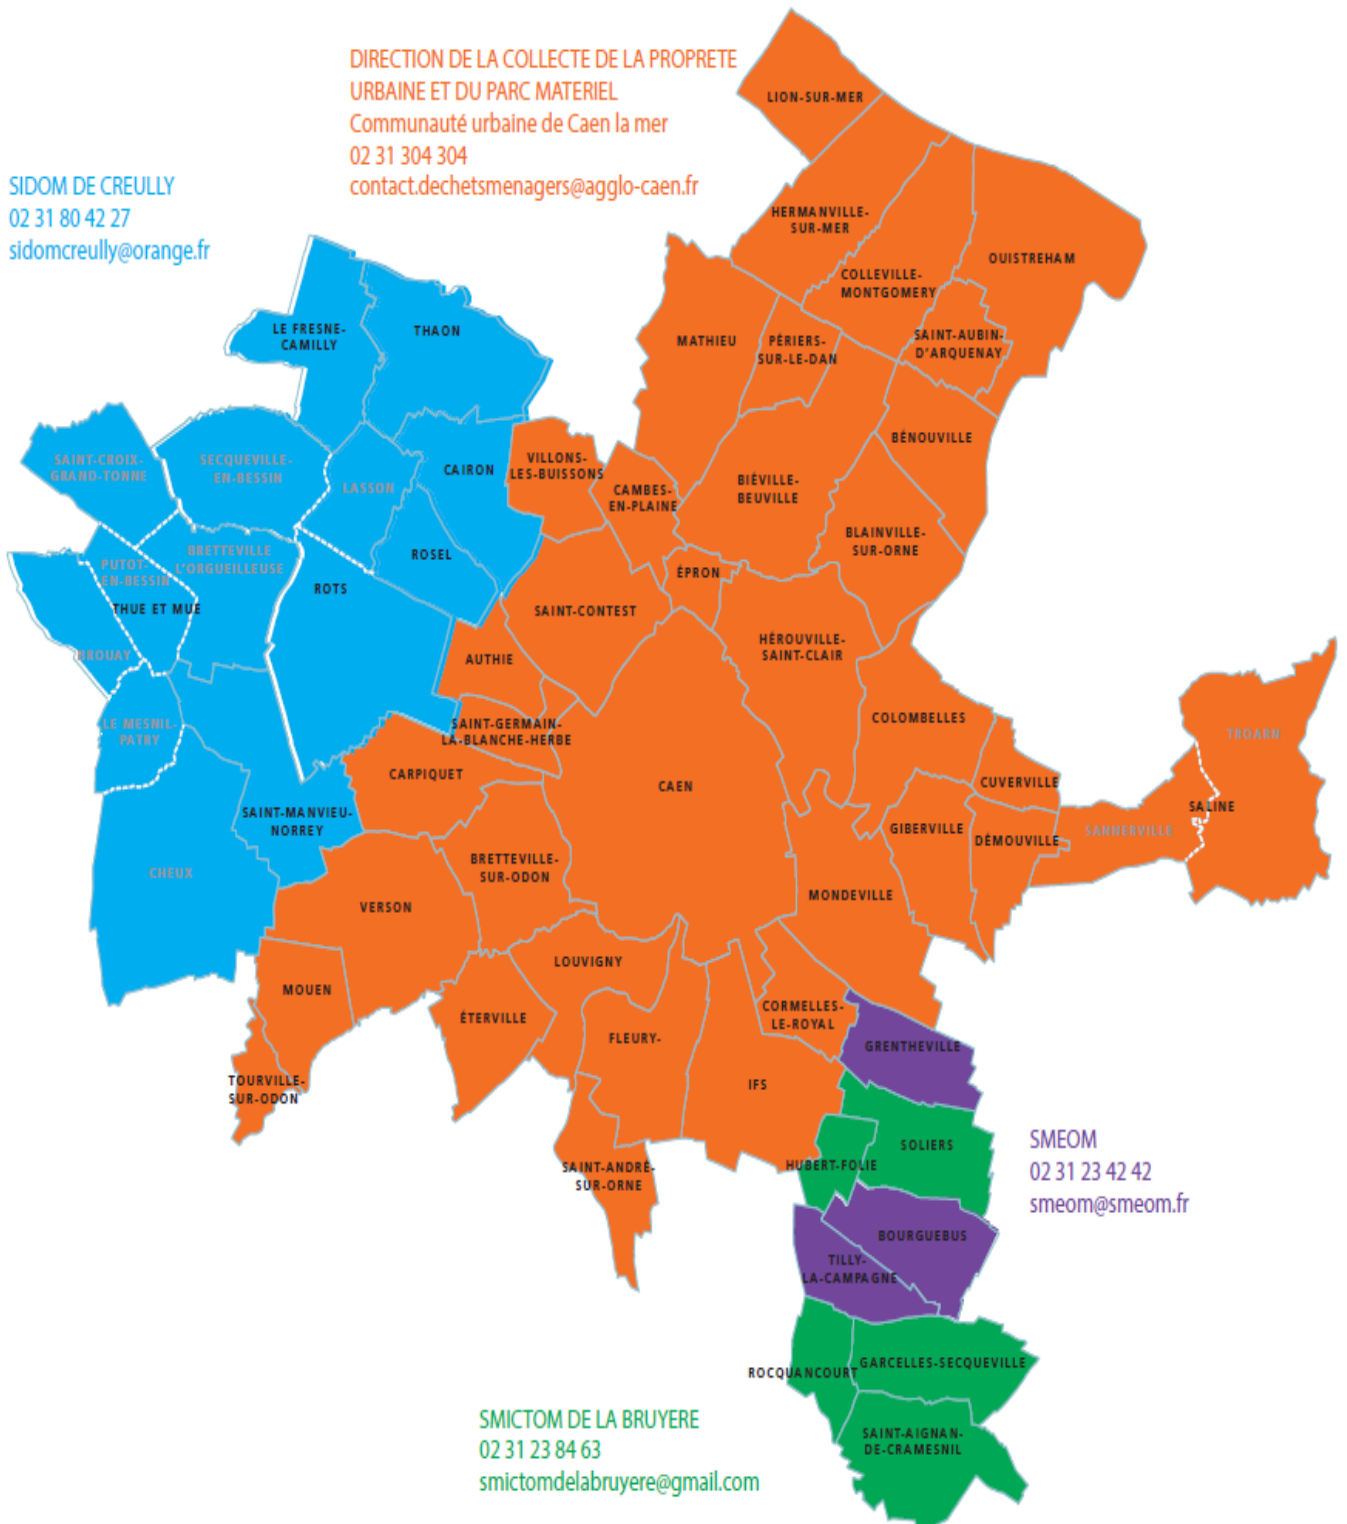 DIRECTION DE LA COLLECTE DE LA PROPRETE
URBAINE ET DU PARC MATERIEL
Communauté urbaine de Caen la mer
02 31 304 304
contact.dechetsmenagers@agglo-caen.fr
SIDOM DE CREULLY
02 31 80 42 27
sidomcreully@orange.fr
LION-SUR-MER
HERMANVILLE-
SUR-MER
COLLEVILLE-
MONTGOMERY
OUISTREHAM
LE FRESNE-
CAMILLY
THAON
MATHIEU
PÉRIERS-
SUR-LE-DAN
SAINT-AUBIN-
D'ARQUENAY
BÉNOUVILLE
SAINT-CROIX-
GRAND-TONNE
SECQUEVILLE-
EN-BESSIN
LASSON
CAIRON
VILLONS-
LES-BUISSONS
CAMBES-
EN-PLAINE
BIÉVILLE-
BEUVILLE
BLAINVILLE-
SUR-ORNE
PUTOT-
EN-BESSIN
BRETTEVILLE
L'ORGUEILLEUSE
ROSEL
ROTS
ÉPRON
THUE ET MUE
SAINT-CONTEST
HÉROUVILLE-
SAINT-CLAIR
BROUAY
AUTHIE
LE MESNIL-
PATRY
SAINT-GERMAIN-
LA-BLANCHE-HERBE
COLOMBELLES
TROARN
CARPIQUET
CAEN
CUVERVILLE
SALINE
SAINT-MANVIEU-
NORREY
GIBERVILLE
DÉMOUVILLE
SANNERVILLE
CHEUX
BRETTEVILLE-
SUR-ODON
VERSON
MONDEVILLE
LOUVIGNY
MOUEN
ÉTERVILLE
FLEURY-
CORMELLES-
LE-ROYAL
GRENTHEVILLE
TOURVILLE-
SUR-ODON
IFS
SOLIERS
HUBERT-FOLIE
SAINT-ANDRÉ-
SUR-ORNE
SMEOM
02 31 23 42 42
smeom@smeom.fr
BOURGUEBUS
TILLY-
LA-CAMPAGNE
ROCQUANCOURT
GARCELLES-SECQUEVILLE
SAINT-AIGNAN-
DE-CRAMESNIL
SMICTOM DE LA BRUYERE
02 31 23 84 63
smictomdelabruyere@gmail.com